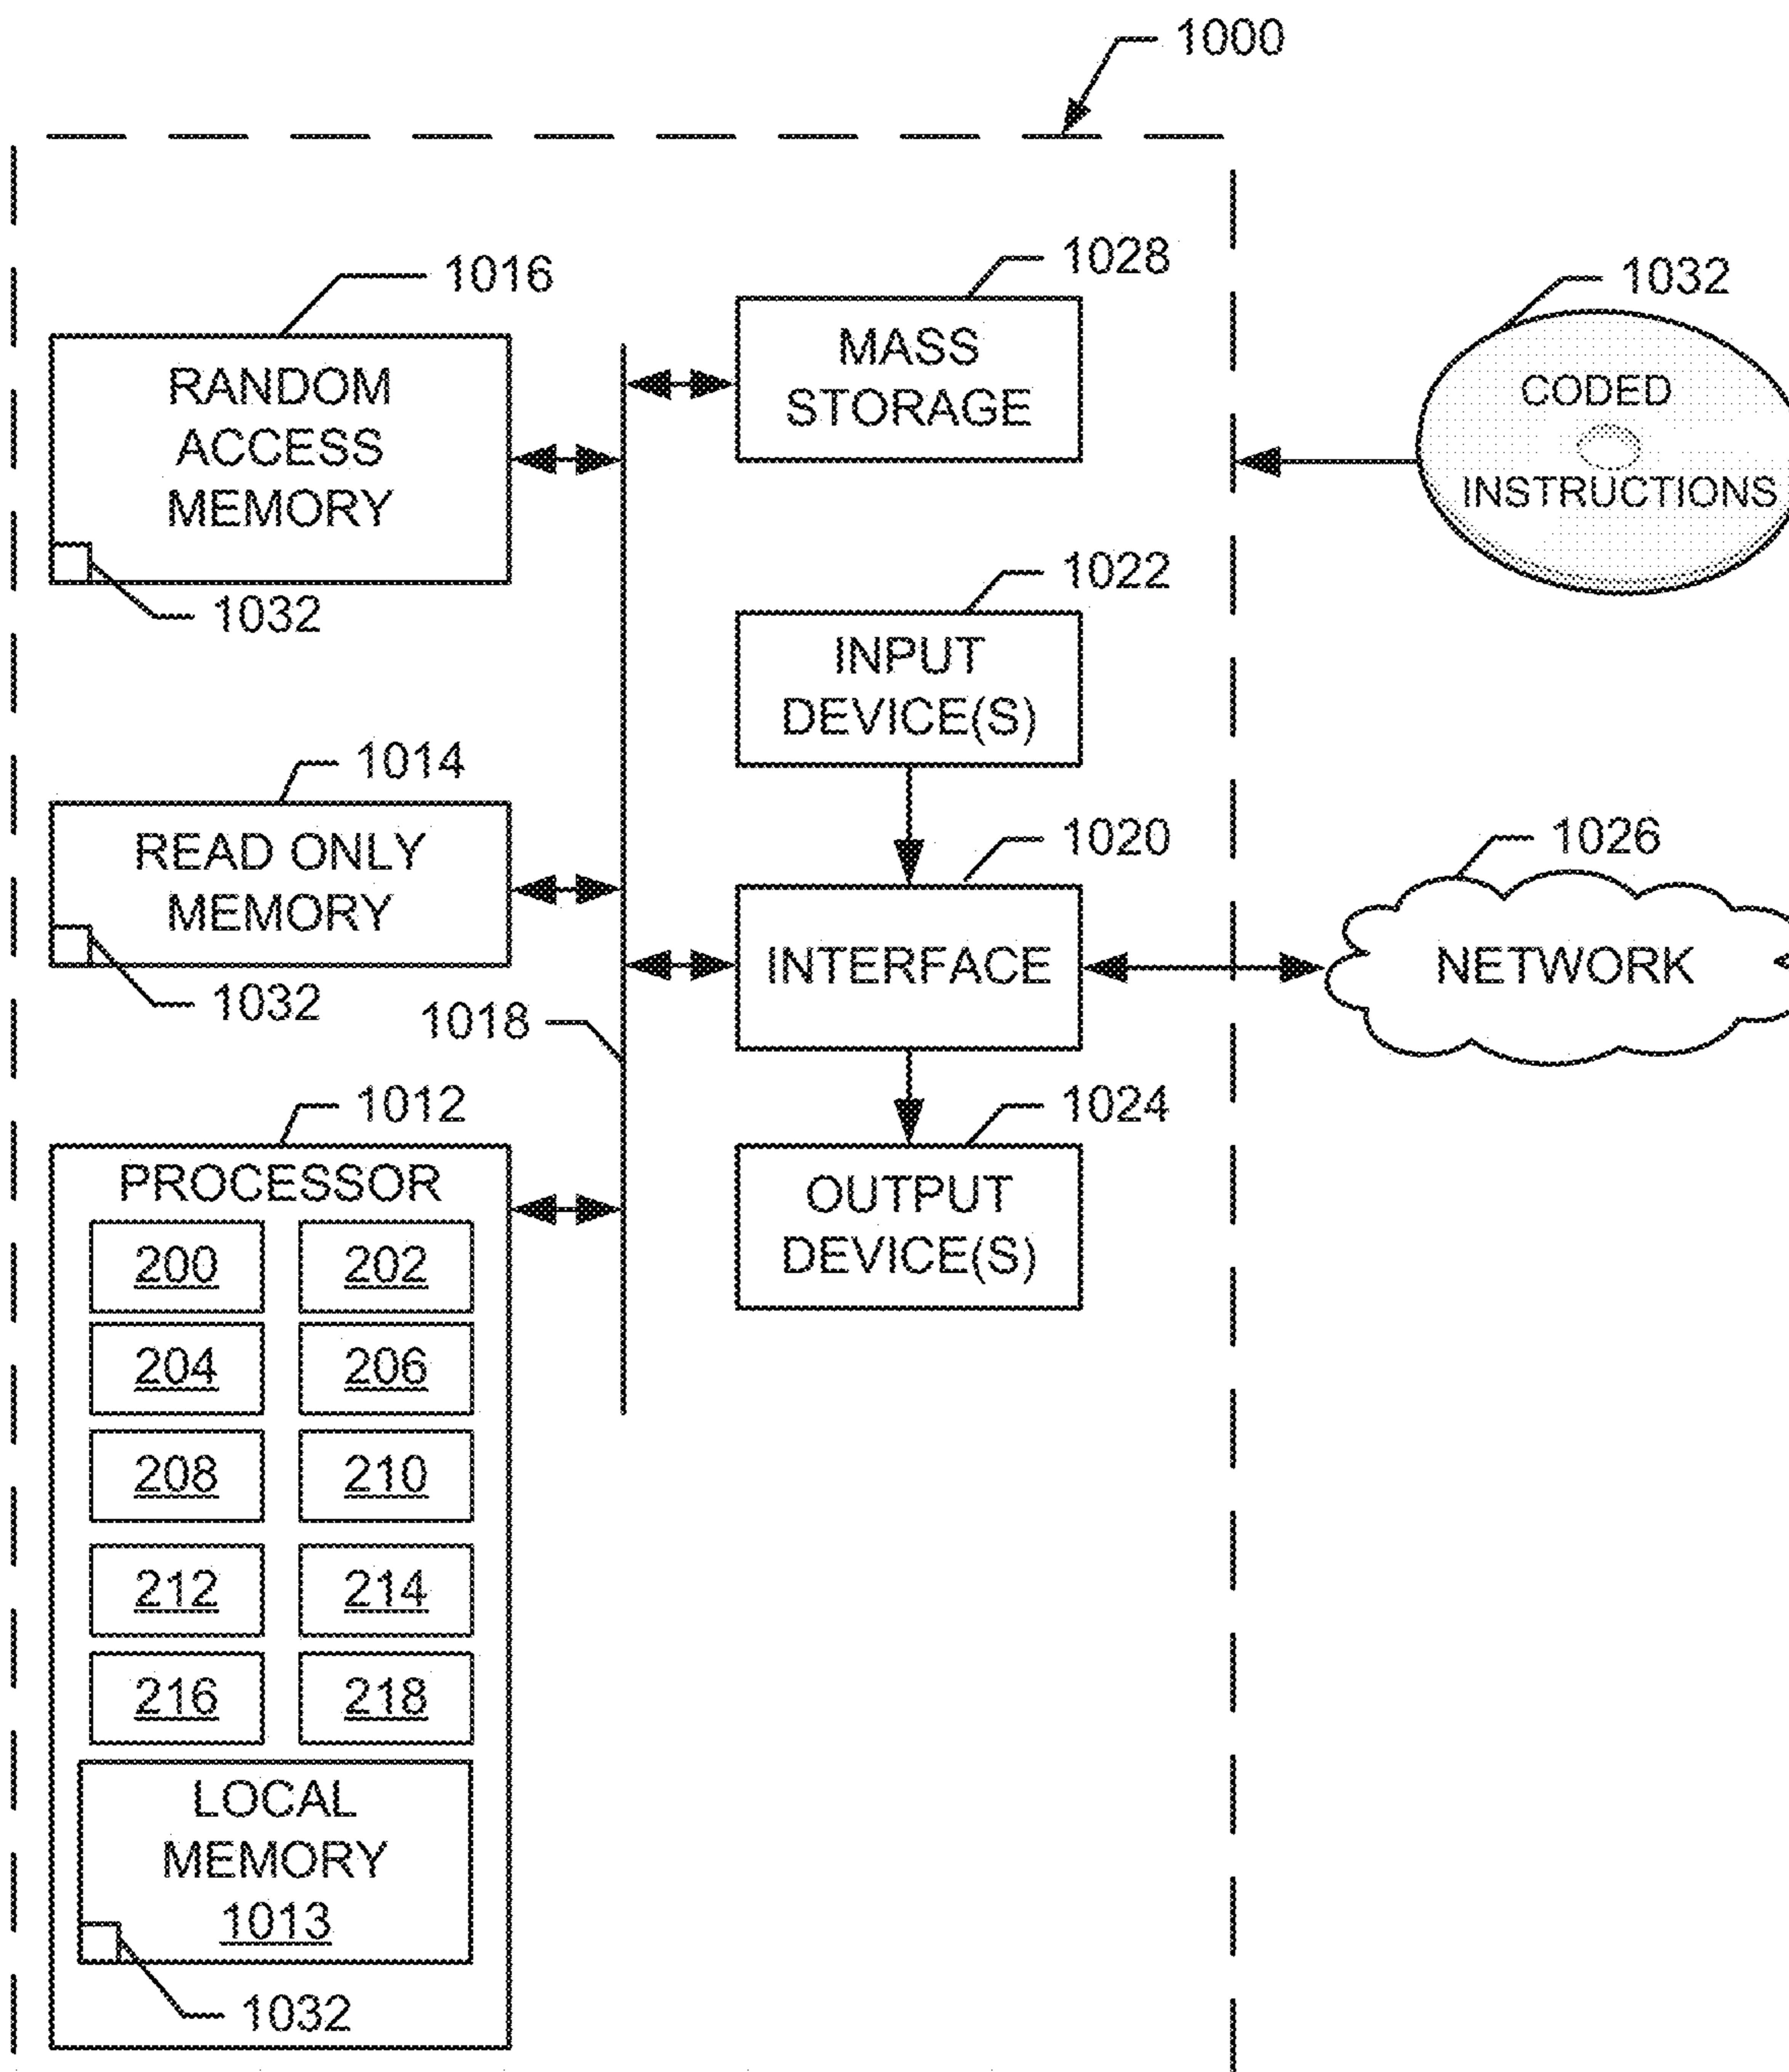 1000
1016
RANDOM
ACCESS
MEMORY
1032
1028
MASS
STORAGE
1032
CODED
INSTRUCTIONS
1022
INPUT
DEVICE(S)
1014
READ ONLY
MEMORY
1032
1020
INTERFACE
1026
NETWORK
1018
1012
PROCESSOR
200
202
204
206
208
210
212
214
216
218
LOCAL
MEMORY
1013
1032
1024
OUTPUT
DEVICE(S)